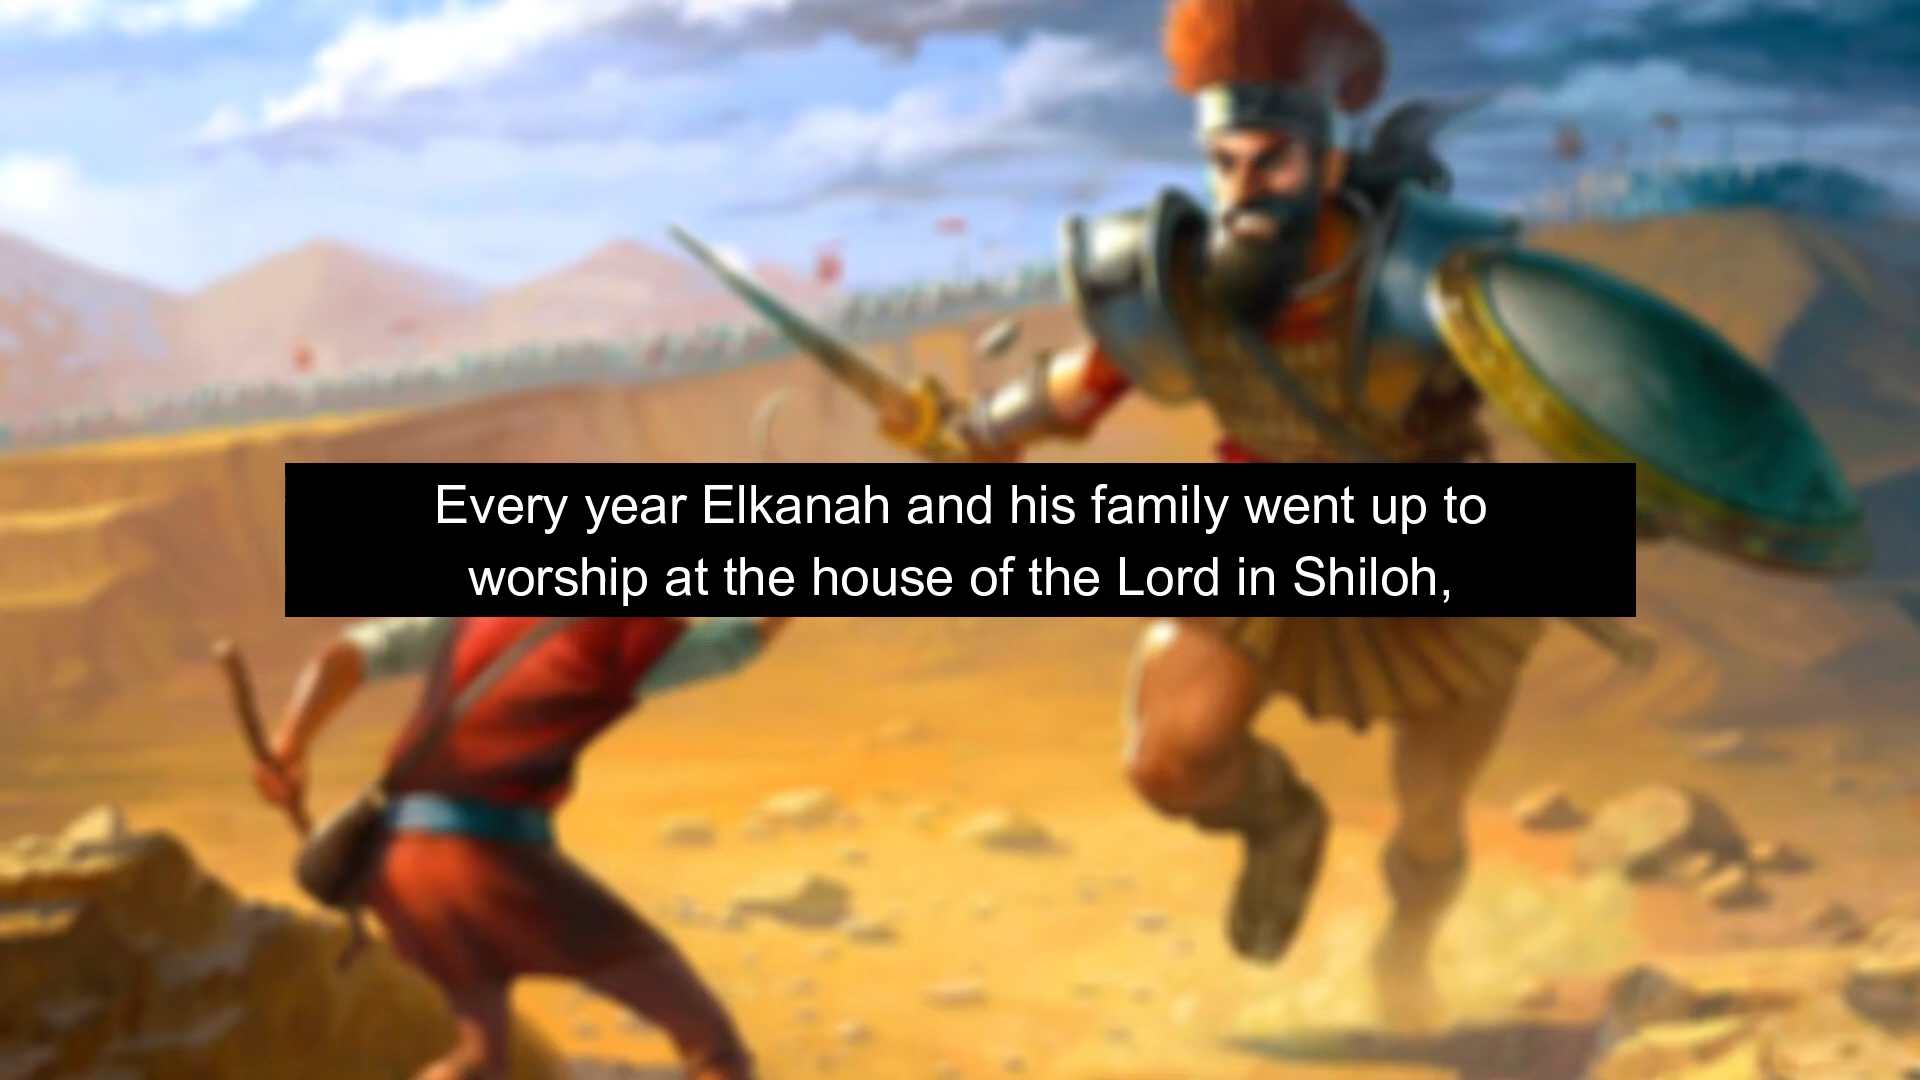 Every year Elkanah and his family went up to
worship at the house of the Lord in Shiloh,